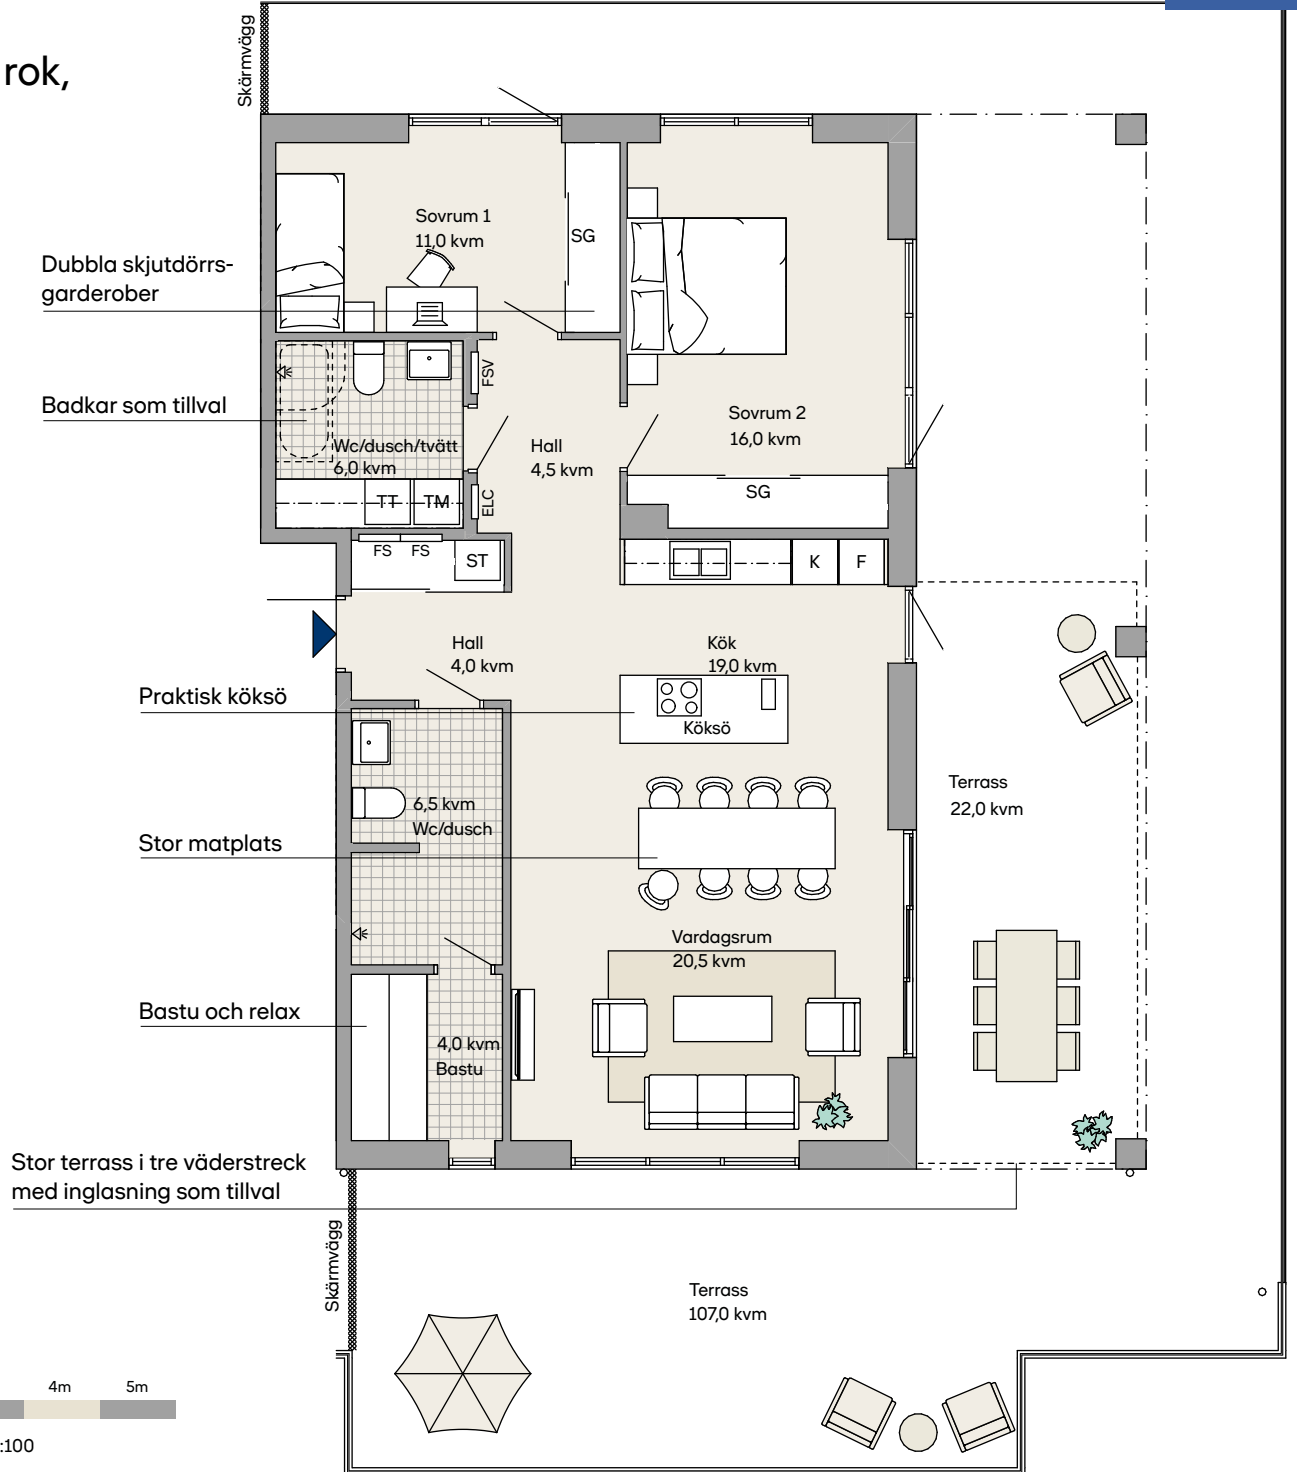 rok,
Skärmvägg
Sovrum 1
11,0 kvm
SG
Dubbla skjutdörrs-
garderober
FSV
Badkar som tillval
Sovrum 2
16,0 kvm
Wc/dusch/tvätt
6,0 kvm
Hall
4,5 kvm
SG
TT
TM
ELC
FS
FS
ST
K
F
Hall
4,0 kvm
Kök
19,0 kvm
Praktisk köksö
Köksö
Terrass
22,0 kvm
6,5 kvm
Wc/dusch
Stor matplats
Vardagsrum
20,5 kvm
Bastu och relax
4,0 kvm
Bastu
Stor terrass i tre väderstreck
med inglasning som tillval
Skärmvägg
Terrass
107,0 kvm
4m
5m
:100